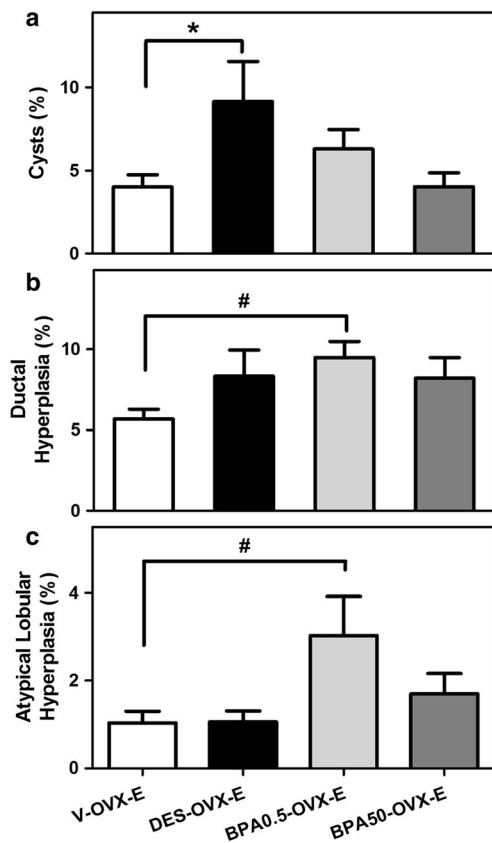 a
*
10
5
0
Cysts (%)
b
#
10
5
0
Ductal
Hyperplasia (%)
c
#
4
2
0
Atypical Lobular
Hyperplasia (%)
V-OVX-E
DES-OVX-E
BPA0.5-OVX-E
BPA50-OVX-E